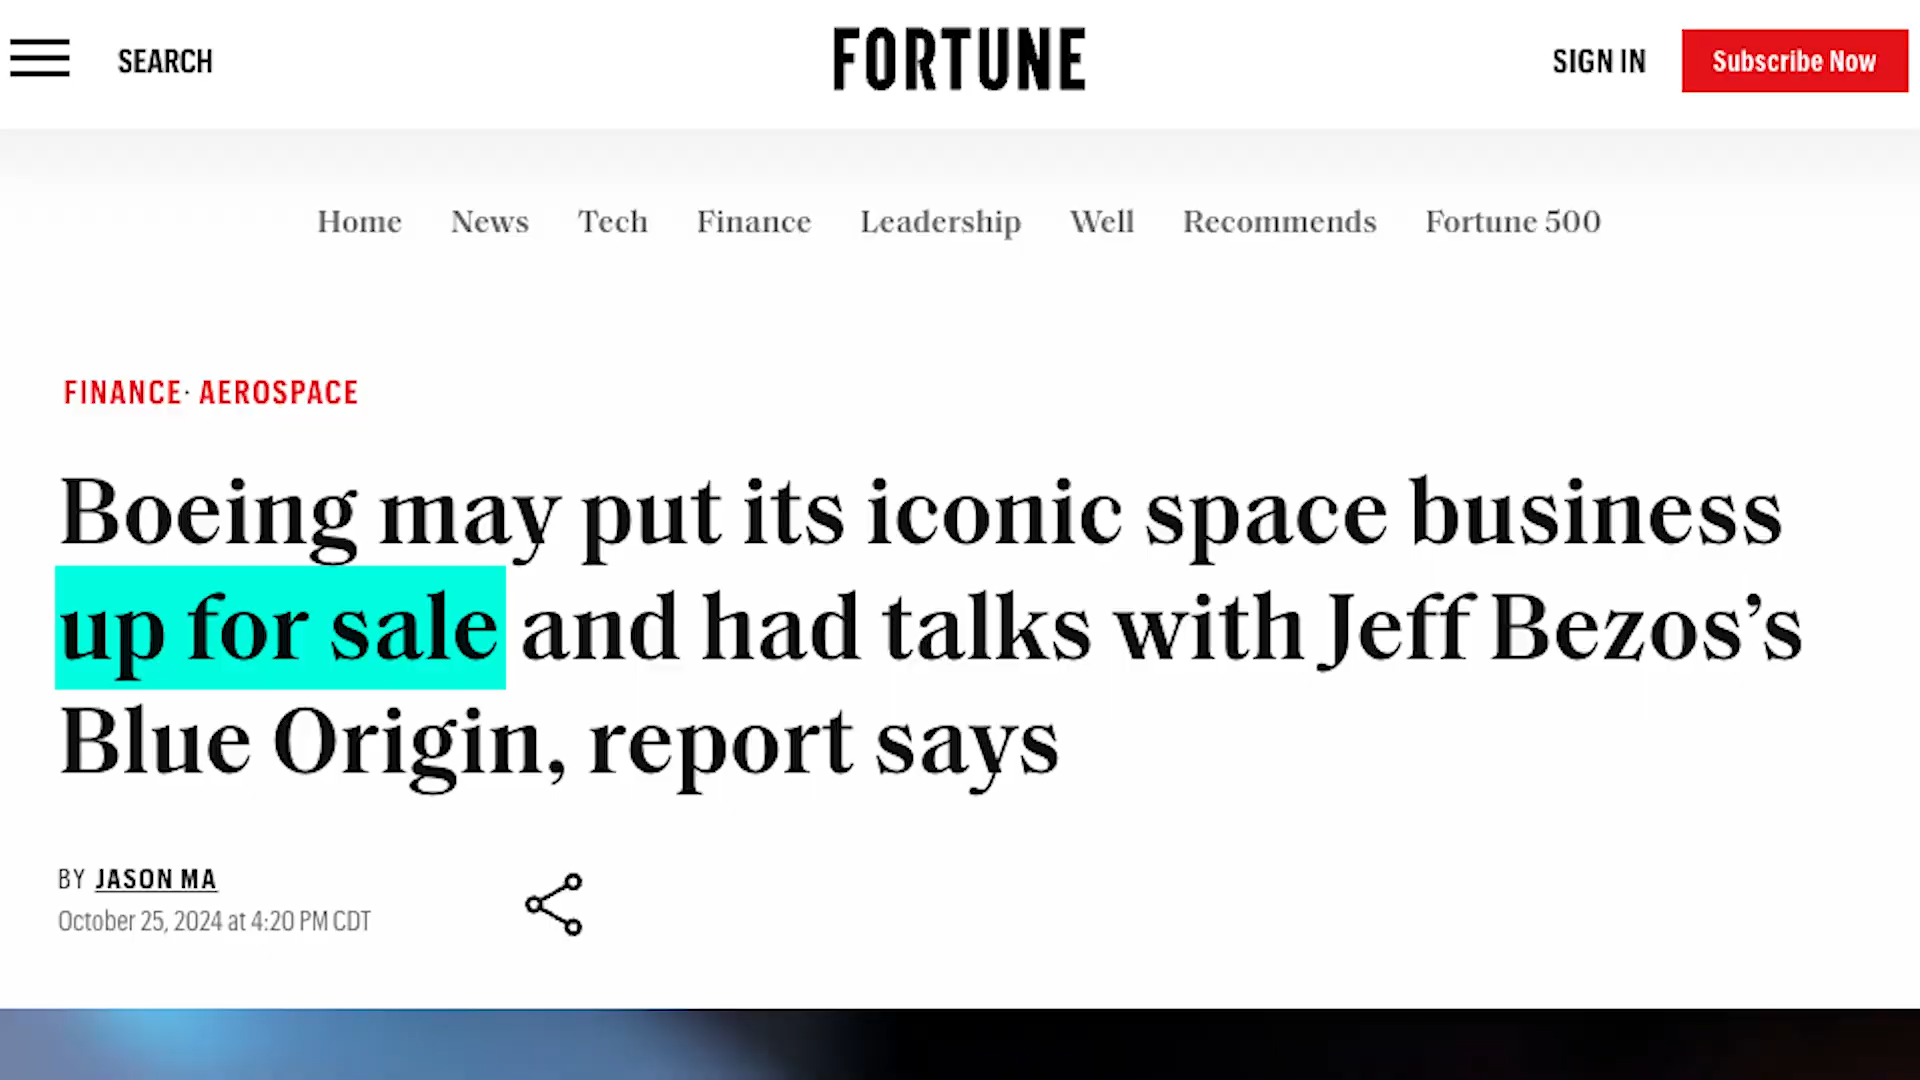 SEARCH
FORTUNE
SIGN IN
Subscribe Now
Home News Tech Finance Leadership Well Recommends Fortune 500
FINANCE· AEROSPACE
Boeing may put its iconic space business
up for sale and had talks with Jeff Bezos’s
Blue Origin, report says
BY JASON MA
October 25, 2024 at 4:20 PM CDT